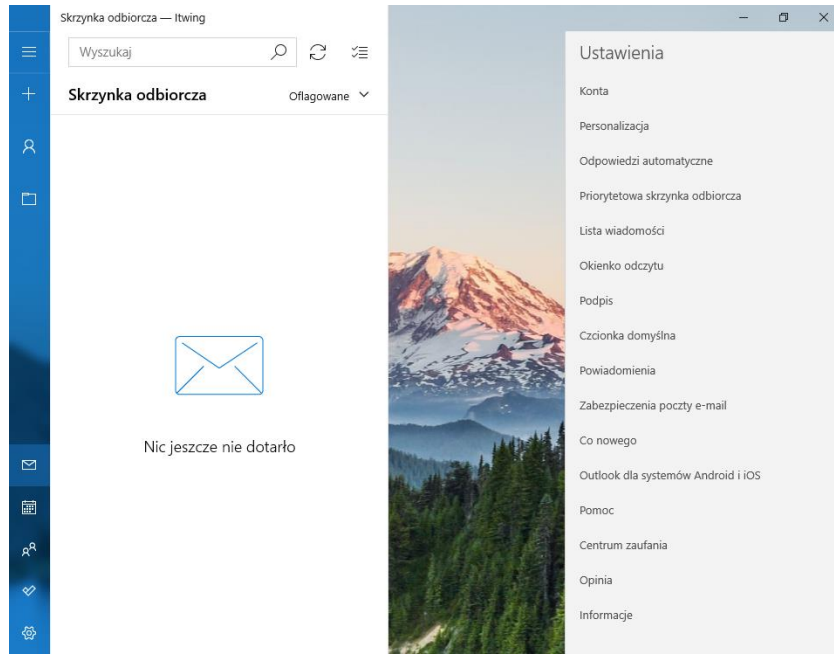 Skrzynka odbiorcza — Itwing
Wyszukaj
Skrzynka odbiorcza
Oflagowane
Nic jeszcze nie dotarło
Ustawienia
Konta
Personalizacja
Odpowiedzi automatyczne
Priorytetowa skrzynka odbiorcza
Lista wiadomości
Okienko odczytu
Podpis
Czcionka domyślna
Powiadomienia
Zabezpieczenia poczty e-mail
Co nowego
Outlook dla systemów Android i iOS
Pomoc
Centrum zaufania
Opinia
Informacje